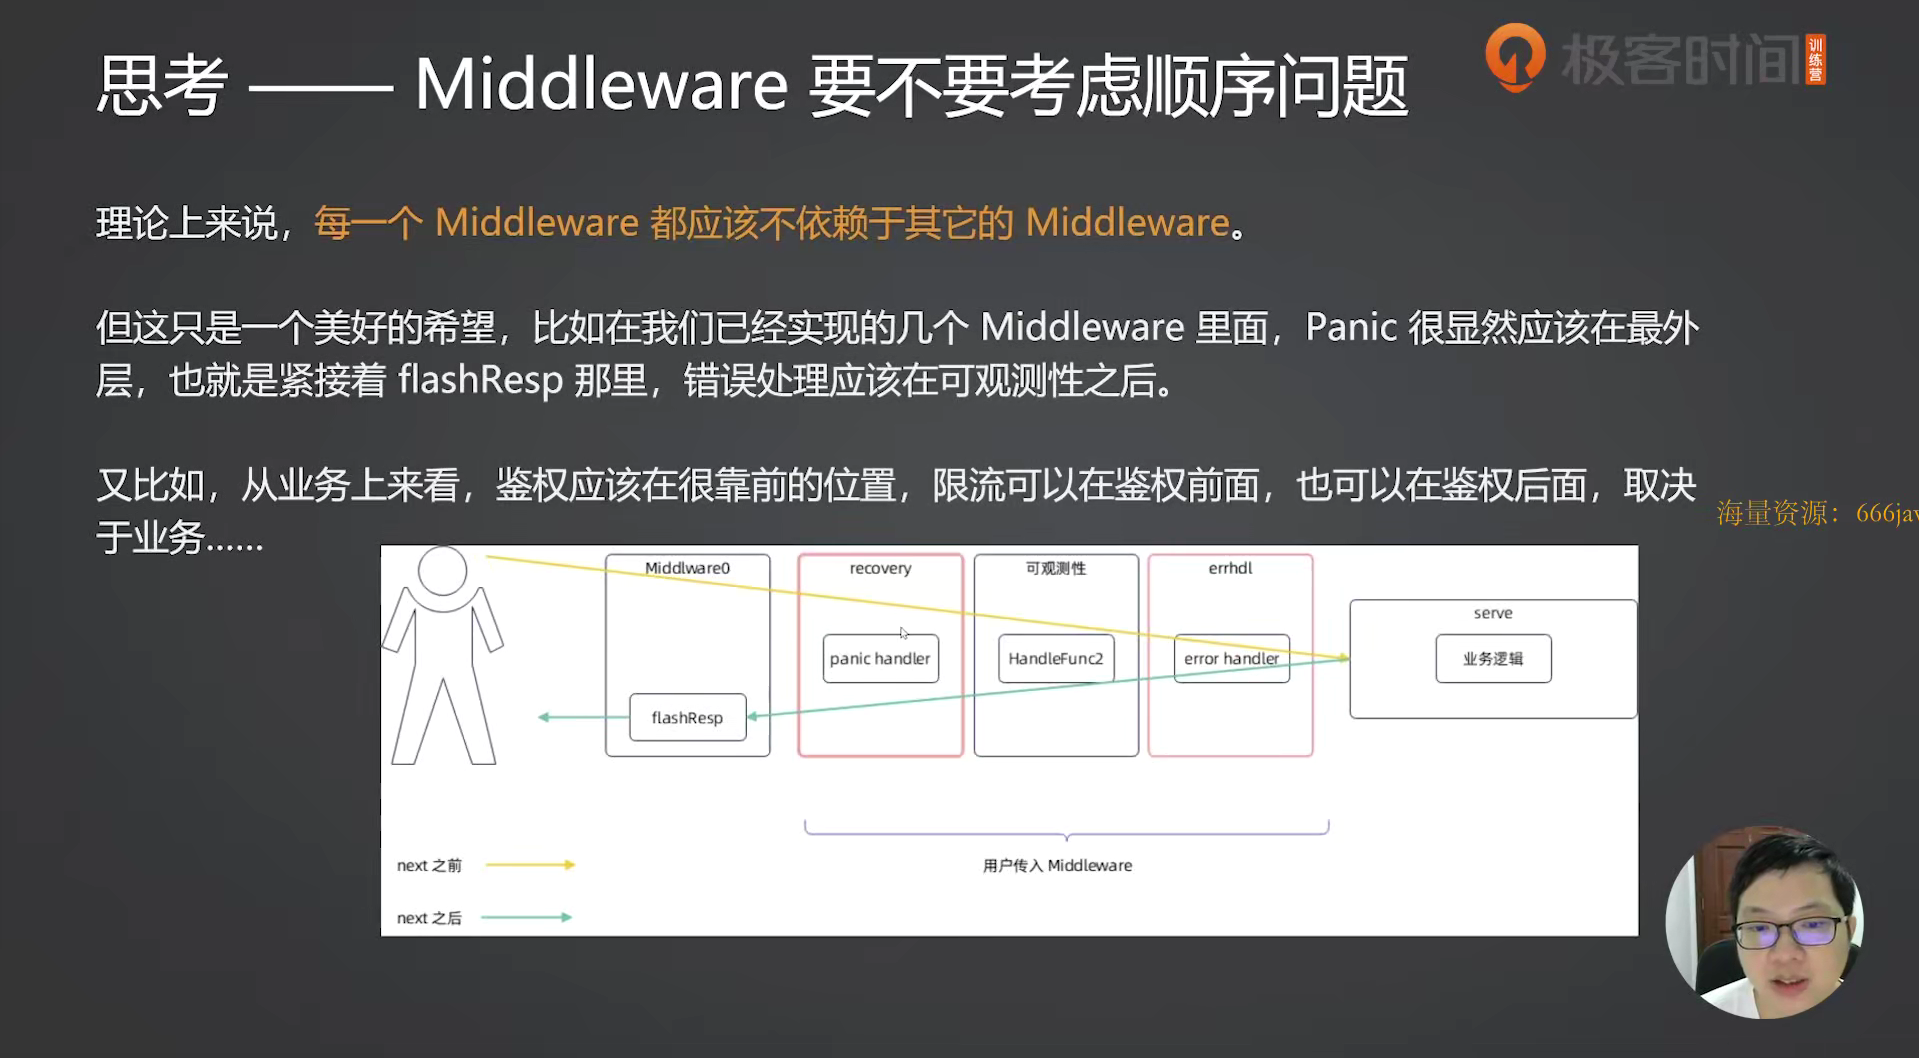 思考 —— Middleware 要不要考虑顺序问题
极客时间
训练营
理论上来说，每一个 Middleware 都应该不依赖于其它的 Middleware。
但这只是一个美好的希望，比如在我们已经实现的几个 Middleware 里面，Panic 很显然应该在最外
层，也就是紧接着 flashResp 那里，错误处理应该在可观测性之后。
又比如，从业务上来看，鉴权应该在很靠前的位置，限流可以在鉴权前面，也可以在鉴权后面，取决
于业务......
海量资源：666jav
Middlware0
recovery
可观测性
errhdl
serve
panic handler
HandleFunc2
error handler
业务逻辑
flashResp
用户传入 Middleware
next 之前
next 之后